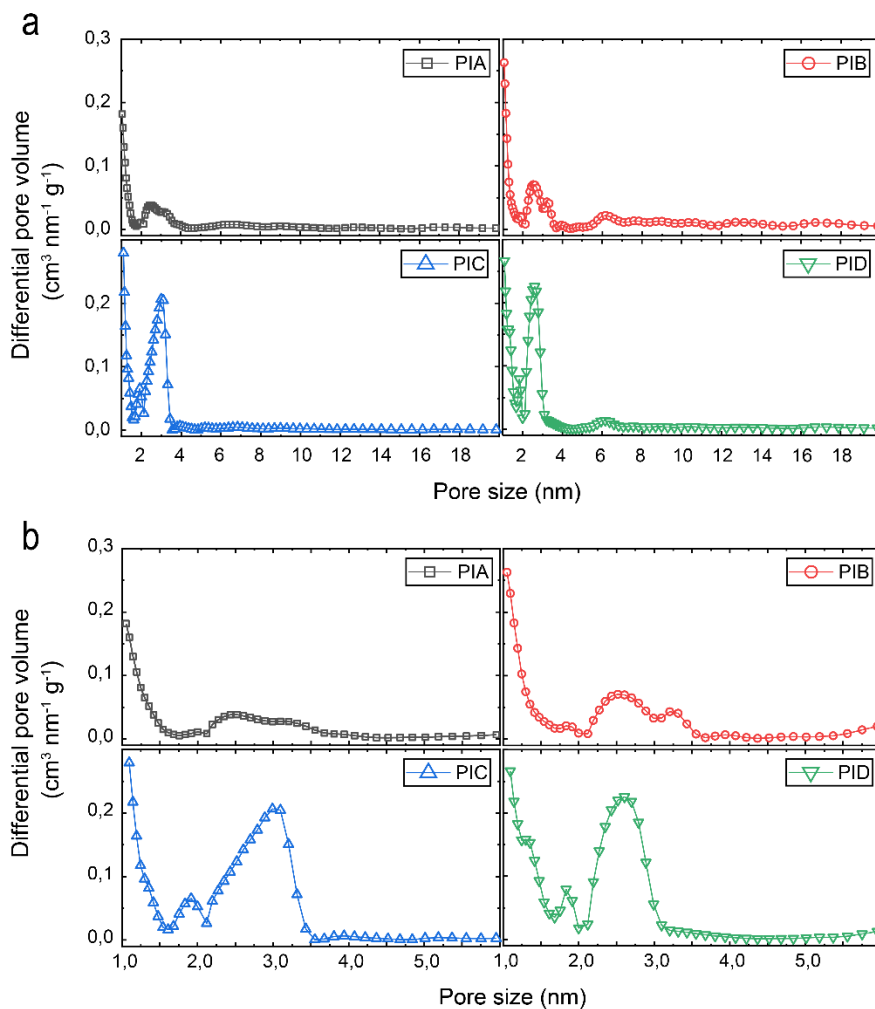 a
0,3
0,2
0,1
0,0
PIA
PIB
0,2
0,1
0,0
PIC
PID
2 4 6 8 10 12 14 16 18
2 4 6 8 10 12 14 16 18
Differential pore volume
(cm³ nm⁻¹ g⁻¹)
Pore size (nm)
b
0,3
0,2
0,1
0,0
PIA
PIB
0,2
0,1
0,0
PIC
PID
1,0 2,0 3,0 4,0 5,0
1,0 2,0 3,0 4,0 5,0
Differential pore volume
(cm³ nm⁻¹ g⁻¹)
Pore size (nm)